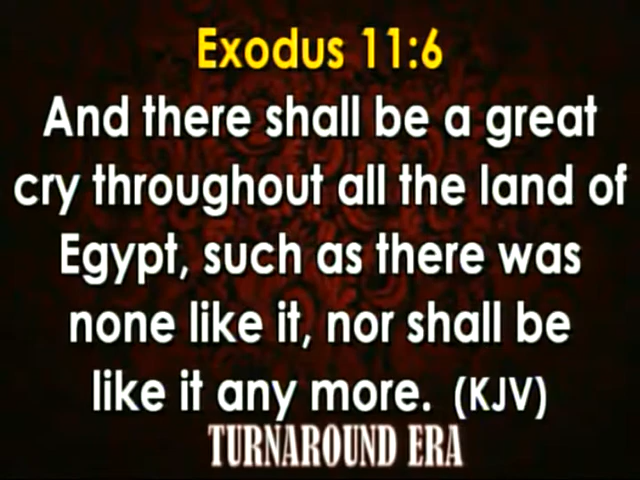 Exodus 11:6
And there shall be a great
cry throughout all the land of
Egypt, such as there was
none like it, nor shall be
like it any more. (KJV)
TURNAROUND ERA